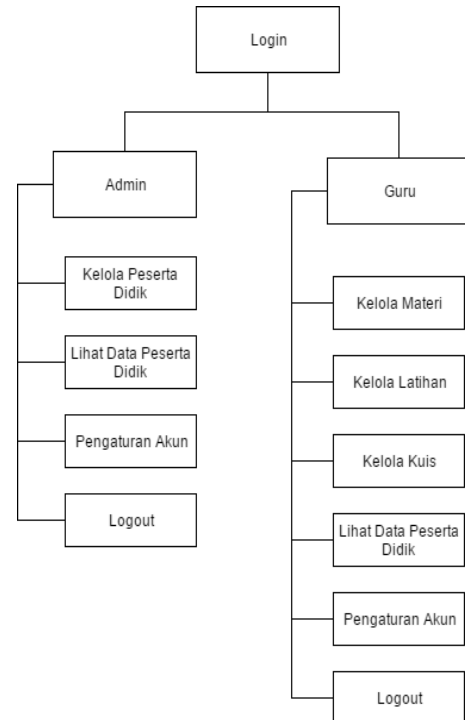 Login
Admin
Kelola Peserta
Didik
Lihat Data Peserta
Didik
Pengaturan Akun
Logout
Guru
Kelola Materi
Kelola Latihan
Kelola Kuis
Lihat Data Peserta
Didik
Pengaturan Akun
Logout